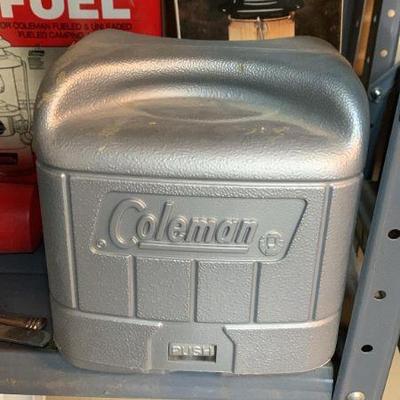 FUEL
FOR COLEMAN FUELED & UNLEADED
FUELED CAMPING
Coleman
PUSH